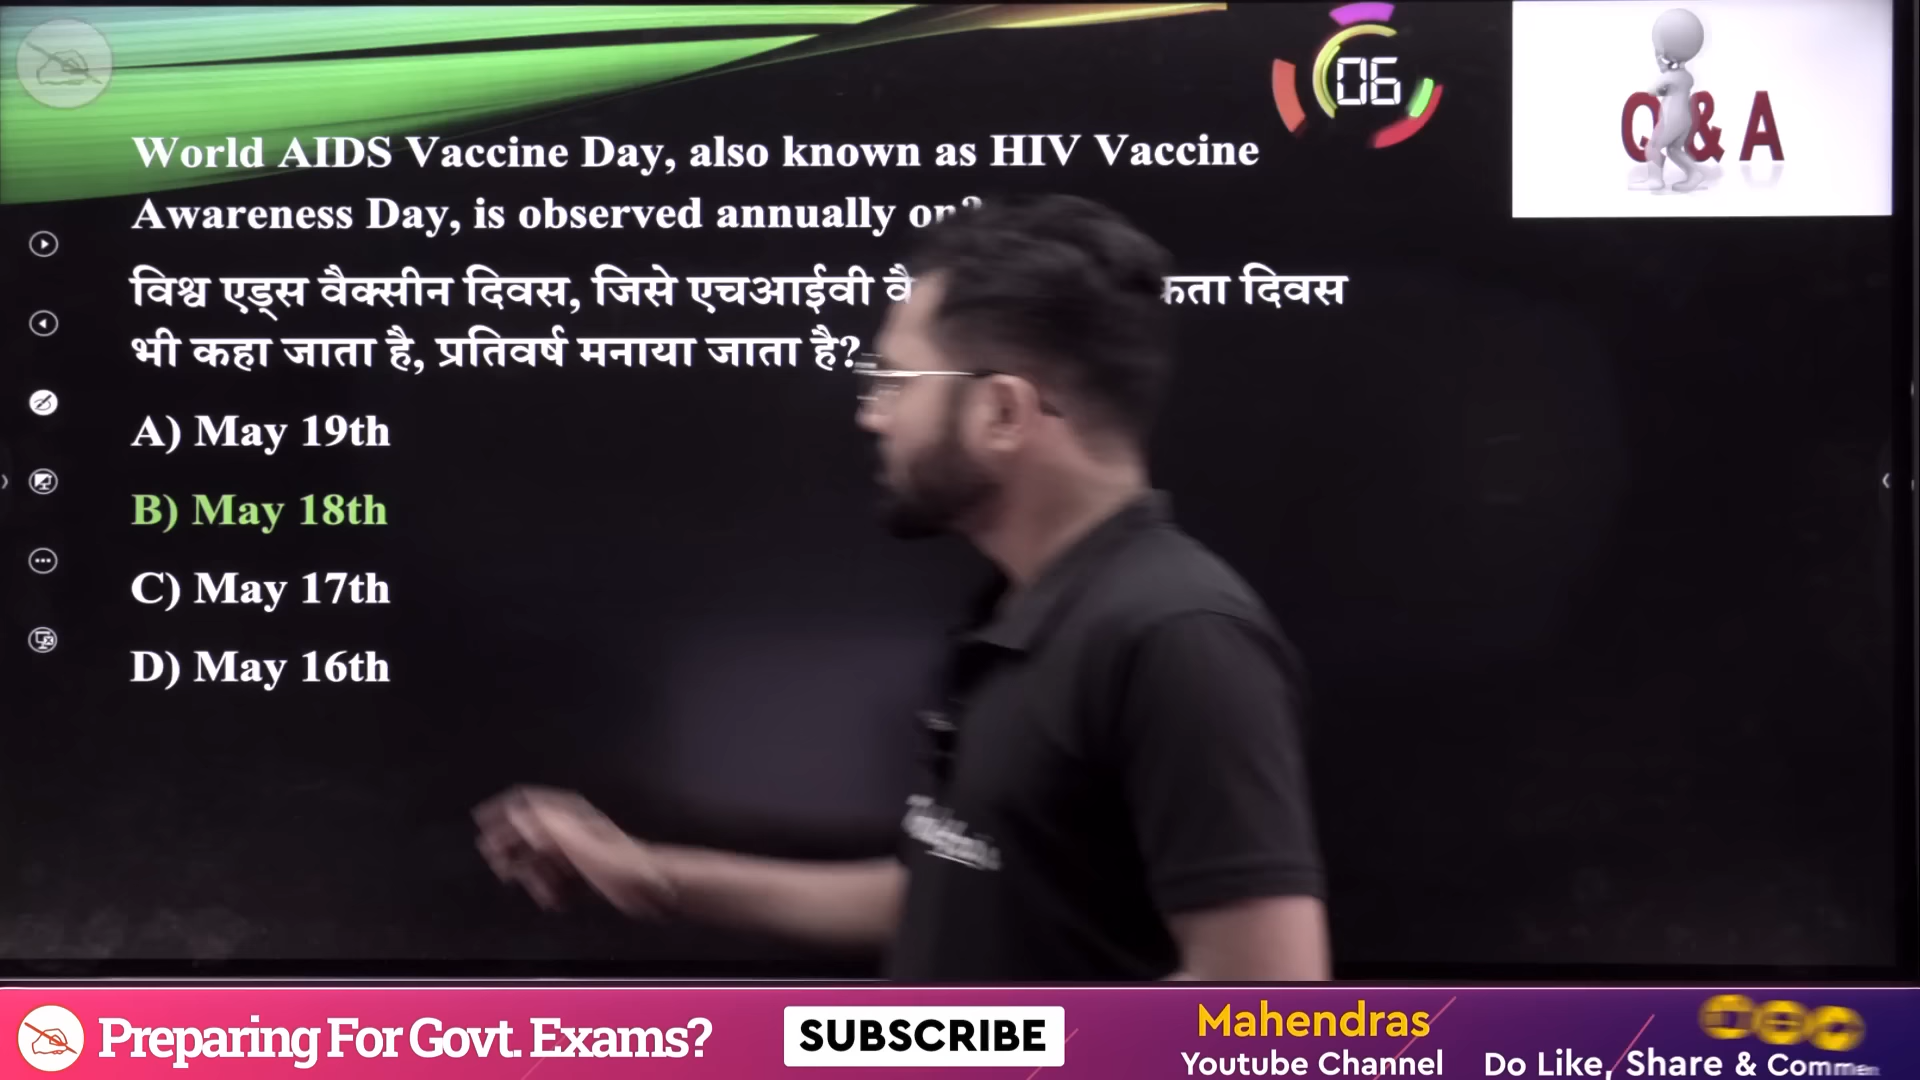 06
Q & A
World AIDS Vaccine Day, also known as HIV Vaccine
Awareness Day, is observed annually on?
विश्व एड्स वैक्सीन दिवस, जिसे एचआईवी दिवस
भी कहा जाता है, प्रतिवर्ष मनाया जाता है?
A) May 19th
B) May 18th
C) May 17th
D) May 16th
Preparing For Govt. Exams?
SUBSCRIBE
Mahendras
Youtube Channel
Do Like, Share & Commen